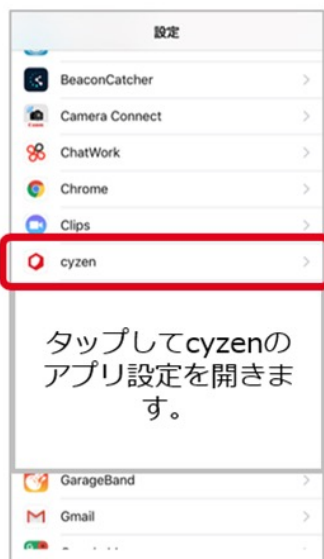 設定
BeaconCatcher
Camera Connect
ChatWork
Chrome
Clips
cyzen
タップしてcyzenの
アプリ設定を開きま
す。
GarageBand
Gmail